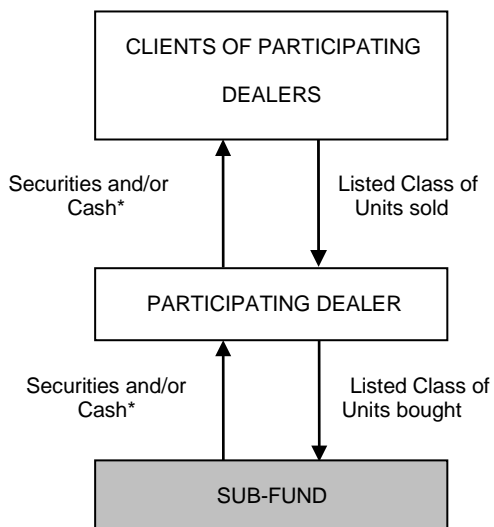 CLIENTS OF PARTICIPATING
DEALERS
Securities and/or
Cash*
Listed Class of
Units sold
PARTICIPATING DEALER
Securities and/or
Cash*
Listed Class of
Units bought
SUB-FUND